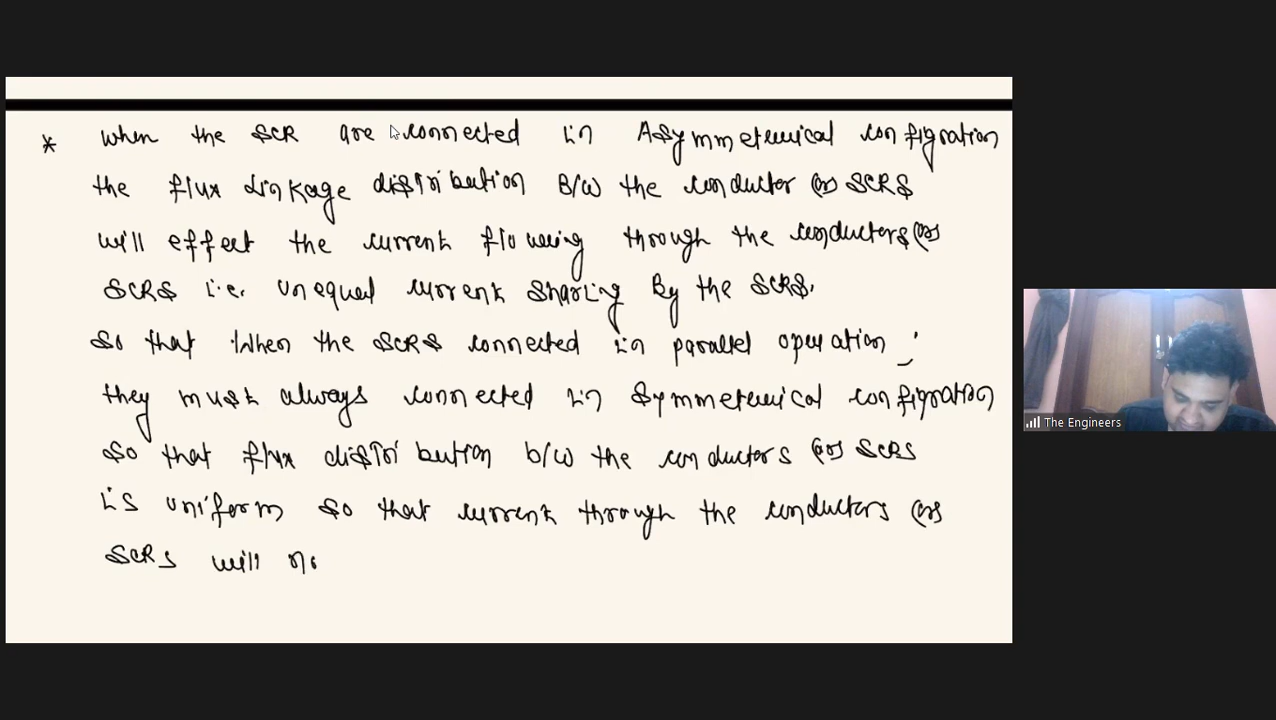 * When the SCR are connected in Asymmeterical configration
the flux linkage distribution B/w the conductor (or) SCRS
will effect the current flowing through the conductors (or)
SCRS i.e. unequal current sharing By the SCRS.
So that When the SCRS connected in parallel operation ;
they must always connected in Symmeterical configration
So that flux distribution b/w the conductors (or) SCRS
is uniform so that current through the conductors (or)
SCRS will no
The Engineers